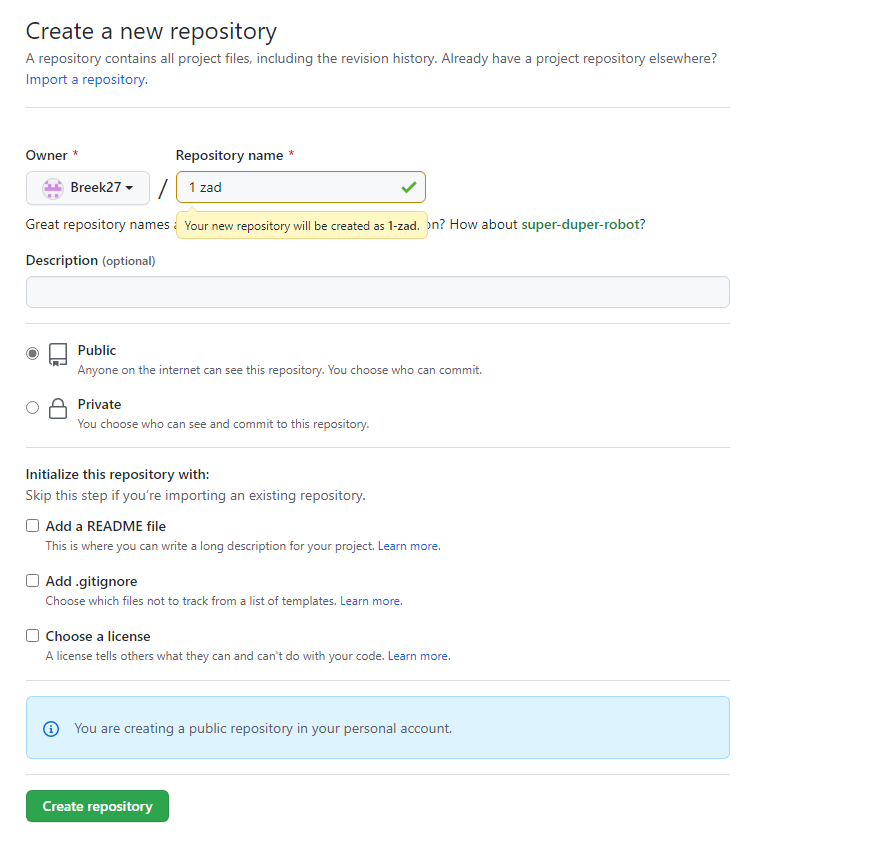 Create a new repository
A repository contains all project files, including the revision history. Already have a project repository elsewhere?
Import a repository.
Owner * Repository name *
Breek27 / 1 zad
Great repository names
Your new repository will be created as 1-zad.
How about super-duper-robot?
Description (optional)
Public
Anyone on the internet can see this repository. You choose who can commit.
Private
You choose who can see and commit to this repository.
Initialize this repository with:
Skip this step if you're importing an existing repository.
Add a README file
This is where you can write a long description for your project. Learn more.
Add .gitignore
Choose which files not to track from a list of templates. Learn more.
Choose a license
A license tells others what they can and can't do with your code. Learn more.
You are creating a public repository in your personal account.
Create repository